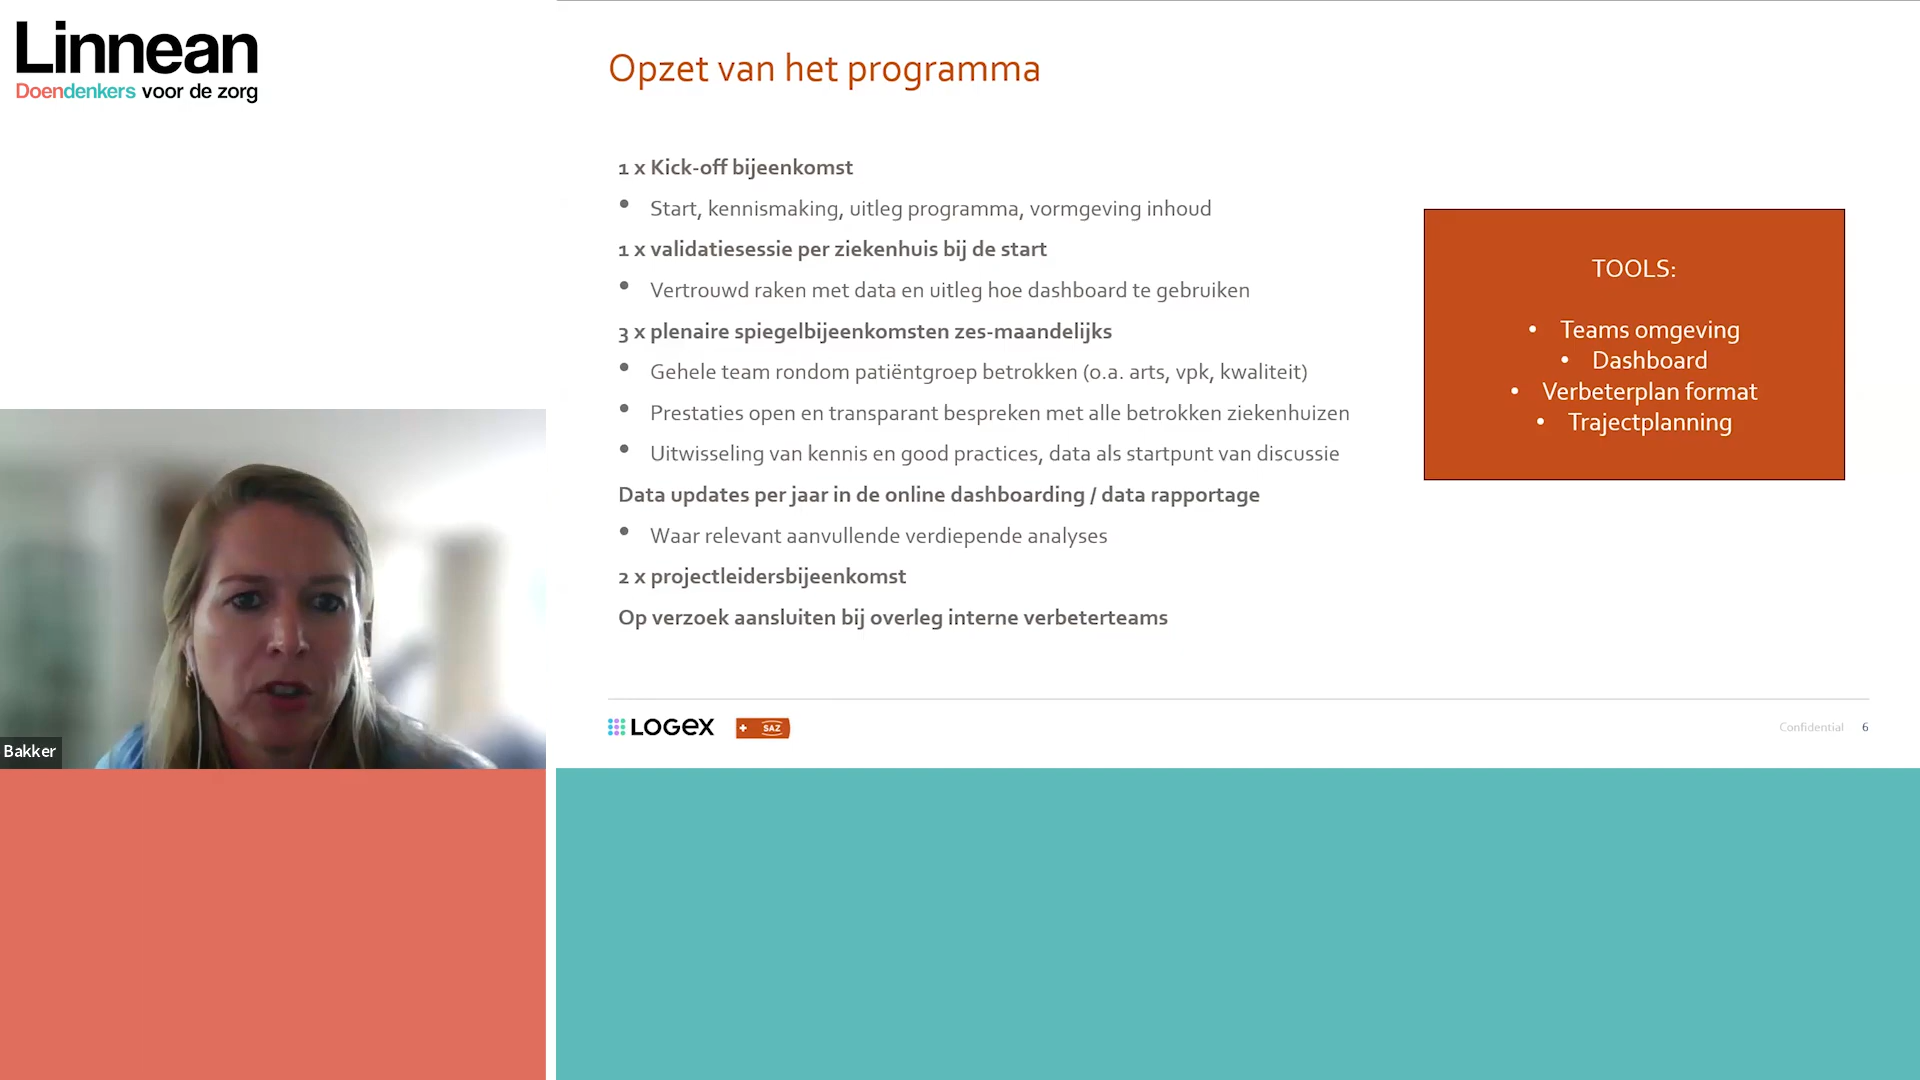 Linnean
Doendenkers voor de zorg
Opzet van het programma
1 x Kick-off bijeenkomst
• Start, kennismaking, uitleg programma, vormgeving inhoud
1 x validatiesessie per ziekenhuis bij de start
• Vertrouwd raken met data en uitleg hoe dashboard te gebruiken
3 x plenaire spiegelbijeenkomsten zes-maandelijks
• Gehele team rondom patiëntgroep betrokken (o.a. arts, vpk, kwaliteit)
• Prestaties open en transparant bespreken met alle betrokken ziekenhuizen
• Uitwisseling van kennis en good practices, data als startpunt van discussie
Data updates per jaar in de online dashboarding / data rapportage
• Waar relevant aanvullende verdiepende analyses
2 x projectleidersbijeenkomst
Op verzoek aansluiten bij overleg interne verbeterteams
TOOLS:
• Teams omgeving
• Dashboard
• Verbeterplan format
• Trajectplanning
Bakker
LOGEX
+ SAZ
Confidential 6